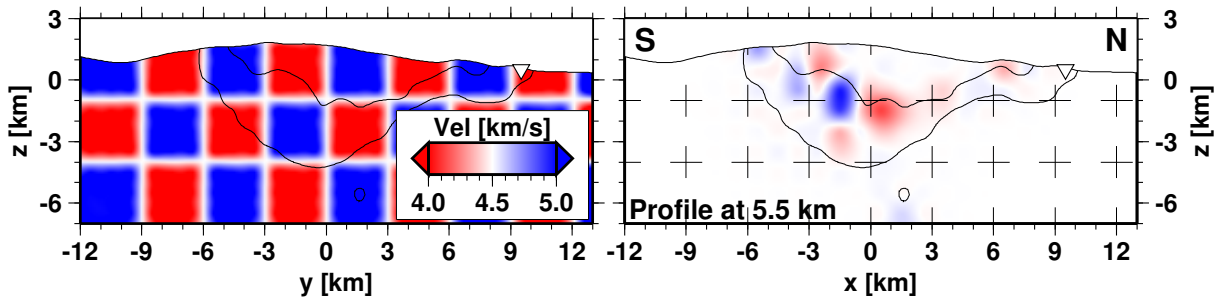 3
0
-3
-6
z [km]
Vel [km/s]
4.0 4.5 5.0
-12 -9 -6 -3 0 3 6 9 12
y [km]
S N
Profile at 5.5 km
3
0
-3
-6
z [km]
-12 -9 -6 -3 0 3 6 9 12
x [km]